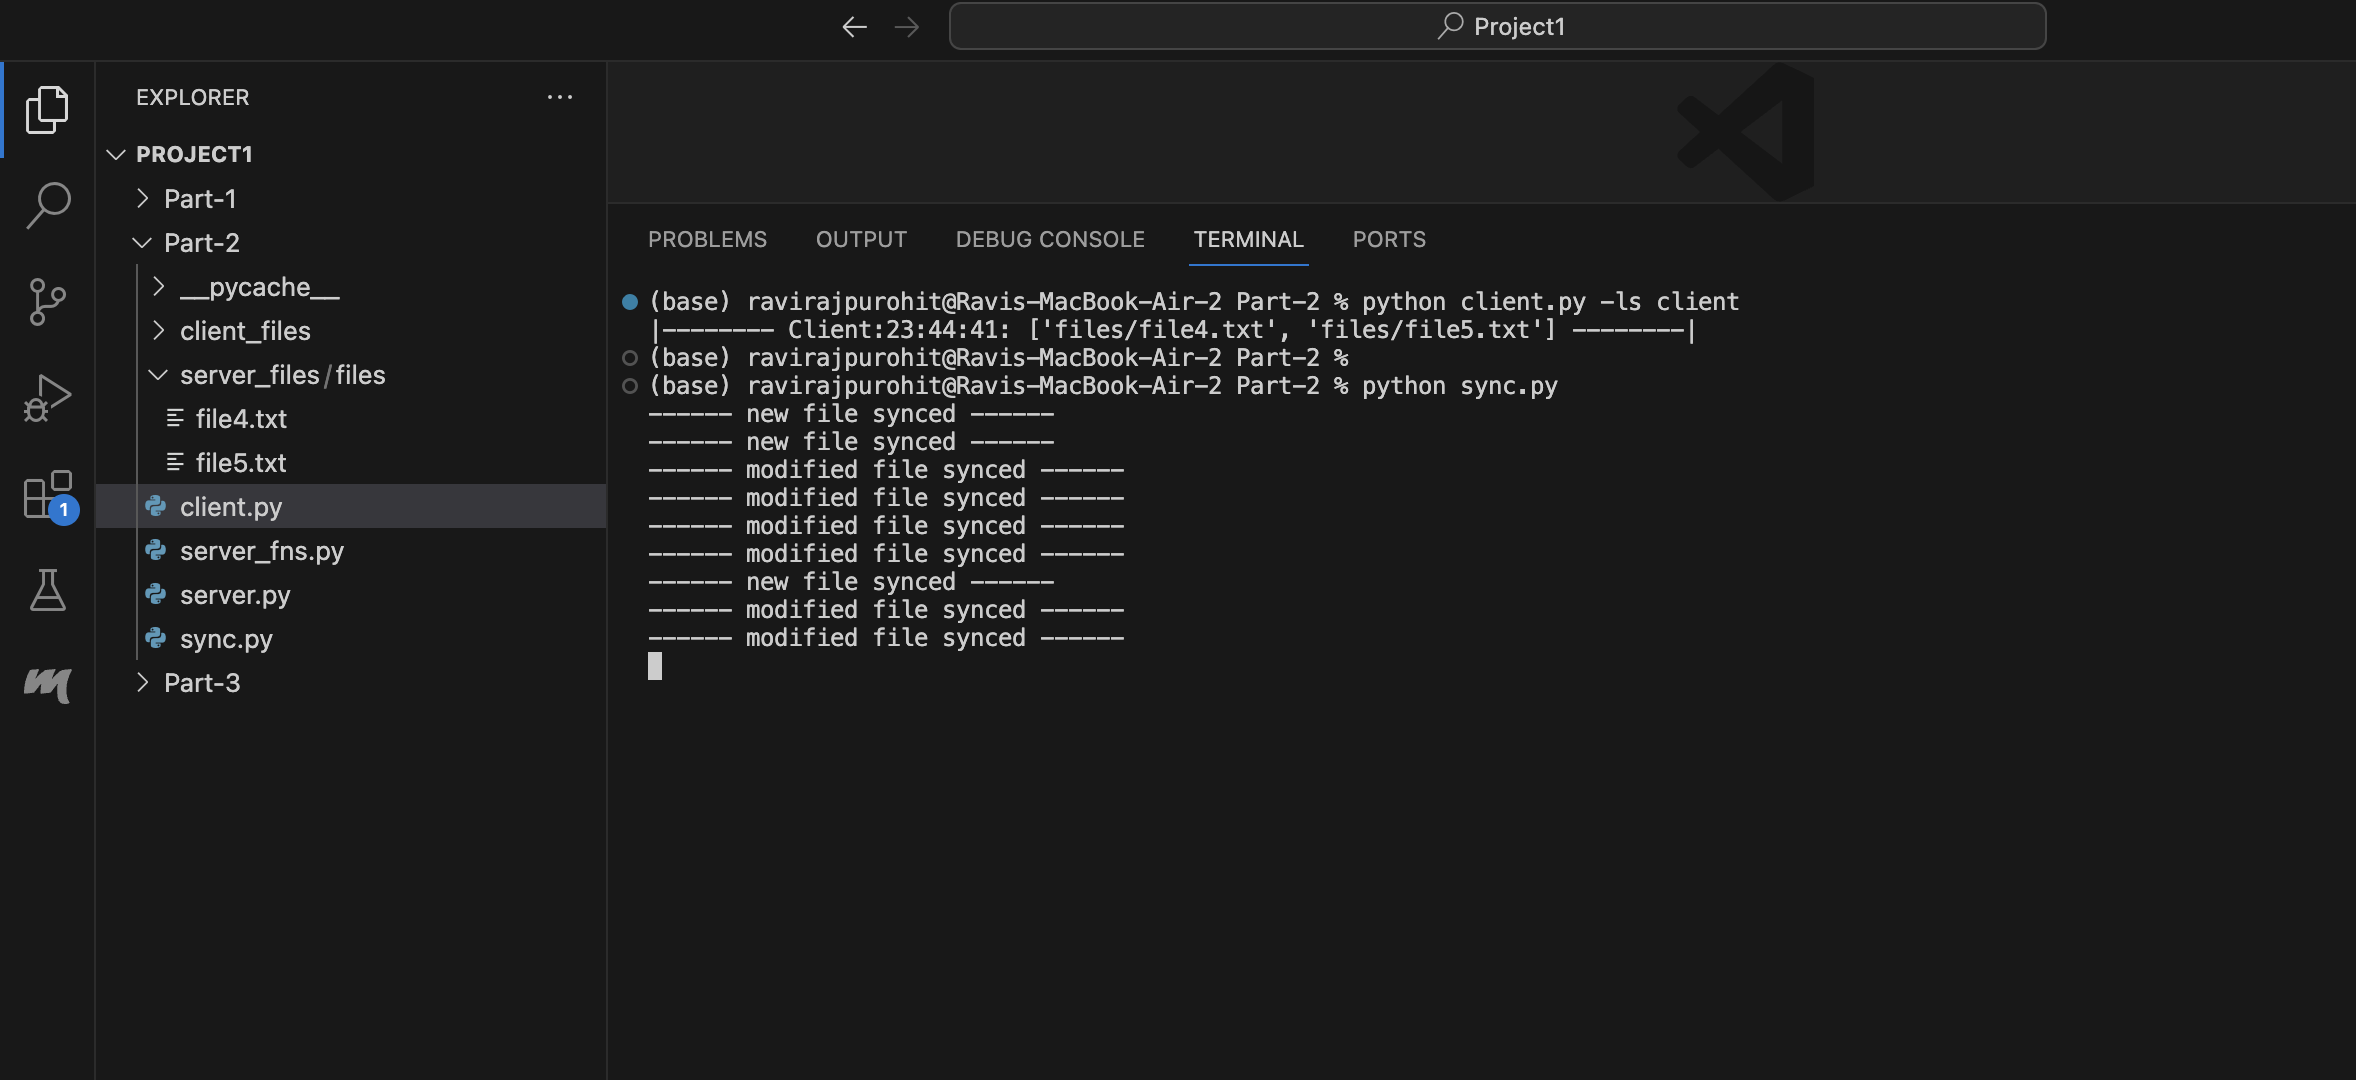 Project1
EXPLORER
PROJECT1
Part-1
Part-2
__pycache__
client_files
server_files/files
file4.txt
file5.txt
client.py
server_fns.py
server.py
sync.py
Part-3
1
PROBLEMS OUTPUT DEBUG CONSOLE TERMINAL PORTS
(base) ravirajpurohit@Ravis-MacBook-Air-2 Part-2 % python client.py -ls client
|-------- Client:23:44:41: ['files/file4.txt', 'files/file5.txt'] --------|
(base) ravirajpurohit@Ravis-MacBook-Air-2 Part-2 %
(base) ravirajpurohit@Ravis-MacBook-Air-2 Part-2 % python sync.py
------ new file synced ------
------ new file synced ------
------ modified file synced ------
------ modified file synced ------
------ modified file synced ------
------ modified file synced ------
------ new file synced ------
------ modified file synced ------
------ modified file synced ------